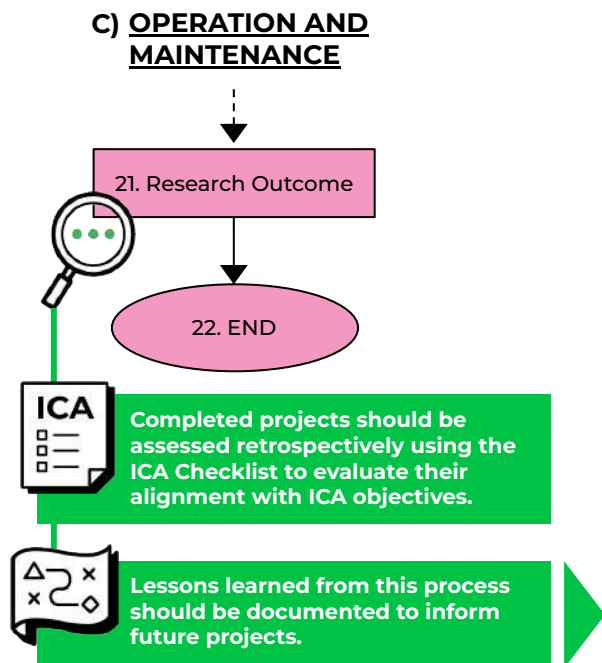 C) OPERATION AND
MAINTENANCE
21. Research Outcome
22. END
ICA
Completed projects should be
assessed retrospectively using the
ICA Checklist to evaluate their
alignment with ICA objectives.
Lessons learned from this process
should be documented to inform
future projects.